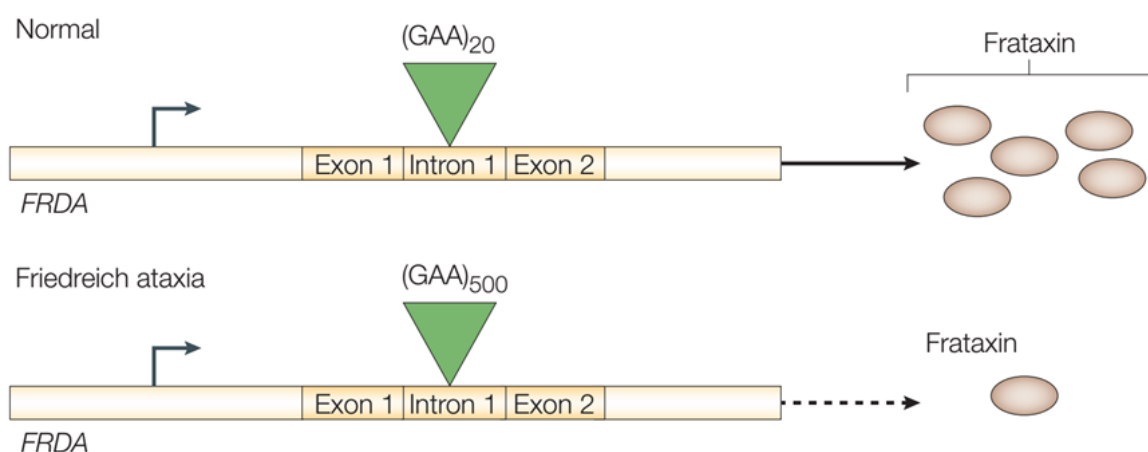 Normal
(GAA)20
Frataxin
Exon 1 Intron 1 Exon 2
FRDA
Friedreich ataxia
(GAA)500
Frataxin
Exon 1 Intron 1 Exon 2
FRDA